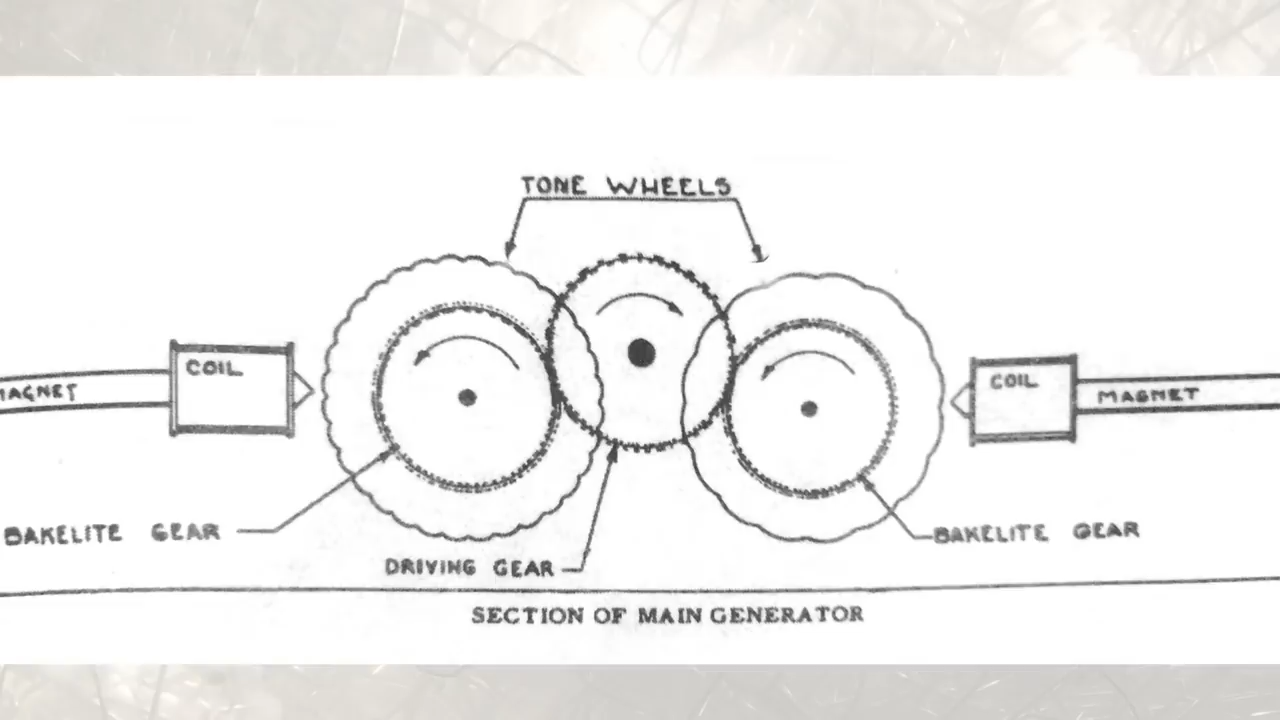 TONE WHEELS
COIL
COIL
MAGNET
MAGNET
BAKELITE GEAR
BAKELITE GEAR
DRIVING GEAR
SECTION OF MAIN GENERATOR